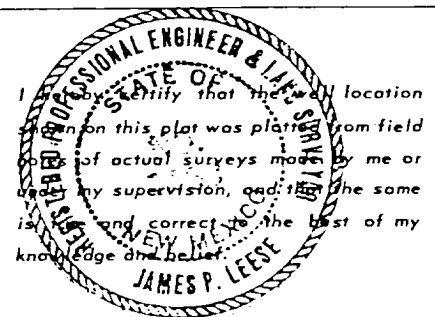 I hereby certify that the well location
shown on this plat was plotted from field
notes of actual surveys made by me or
under my supervision, and that the same
is true and correct to the best of my
knowledge and belief.
REGISTERED PROFESSIONAL ENGINEER & LAND SURVEYOR
STATE OF
NEW MEXICO
JAMES P. LEESE